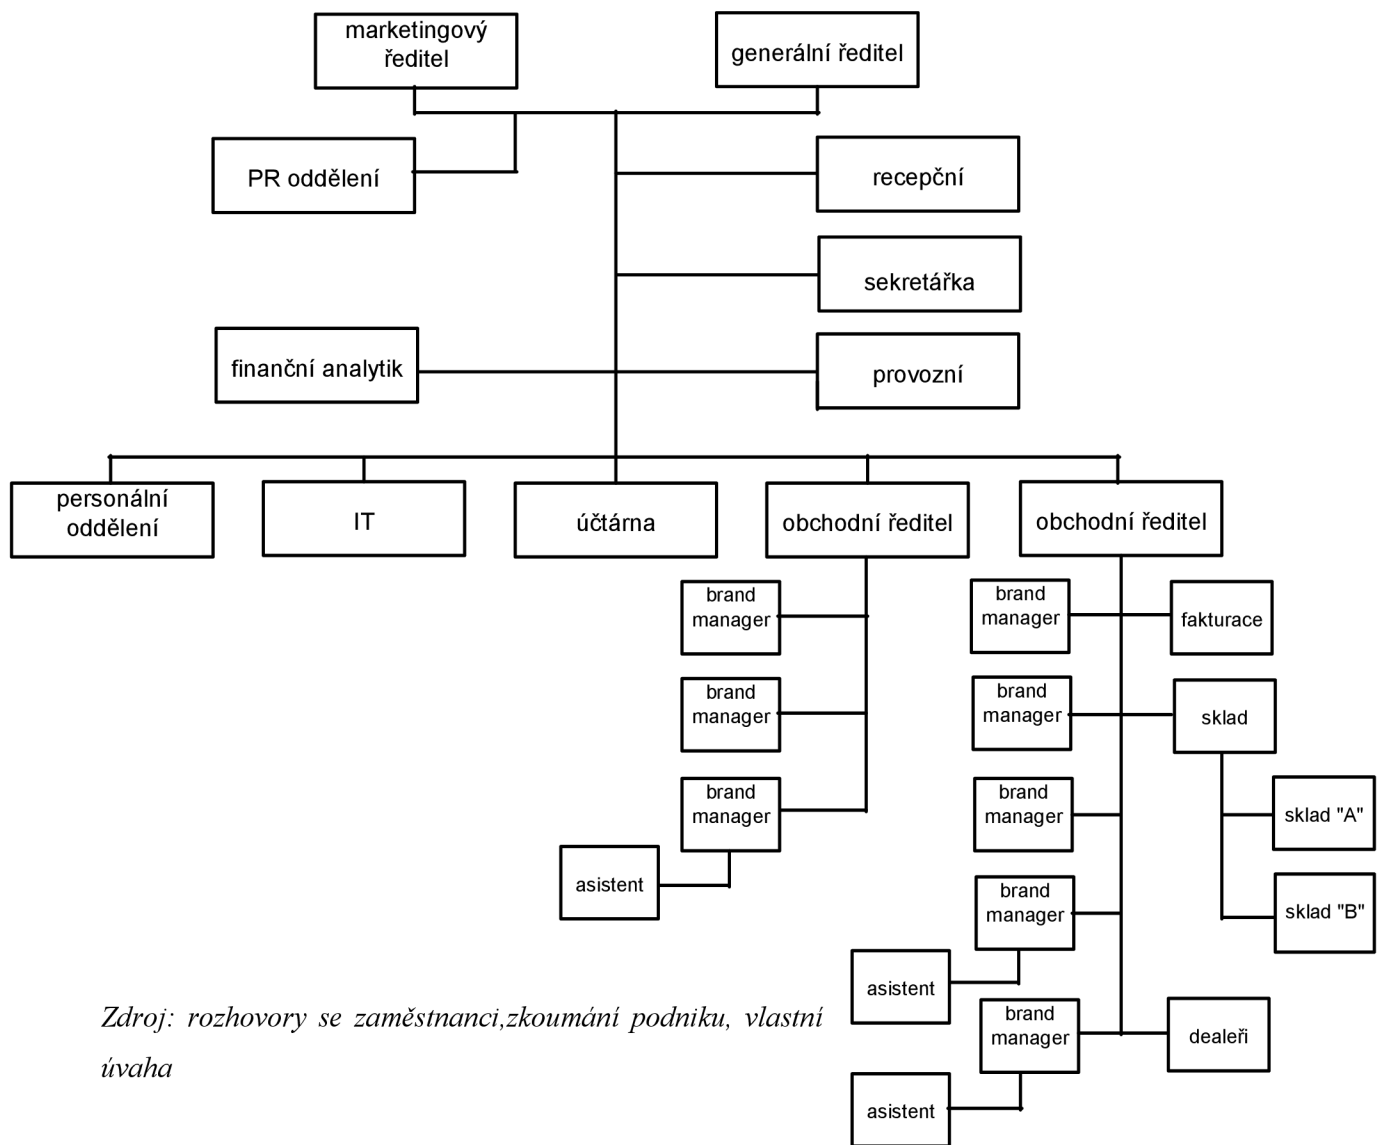 marketingový
ředitel
generální ředitel
PR oddělení
recepční
sekretářka
finanční analytik
provozní
personální
oddělení
IT
účtárna
obchodní ředitel
obchodní ředitel
brand
manager
brand
manager
fakturace
brand
manager
brand
manager
sklad
brand
manager
brand
manager
sklad "A"
asistent
brand
manager
sklad "B"
asistent
brand
manager
dealeři
asistent
Zdroj: rozhovory se zaměstnanci,zkoumání podniku, vlastní
úvaha